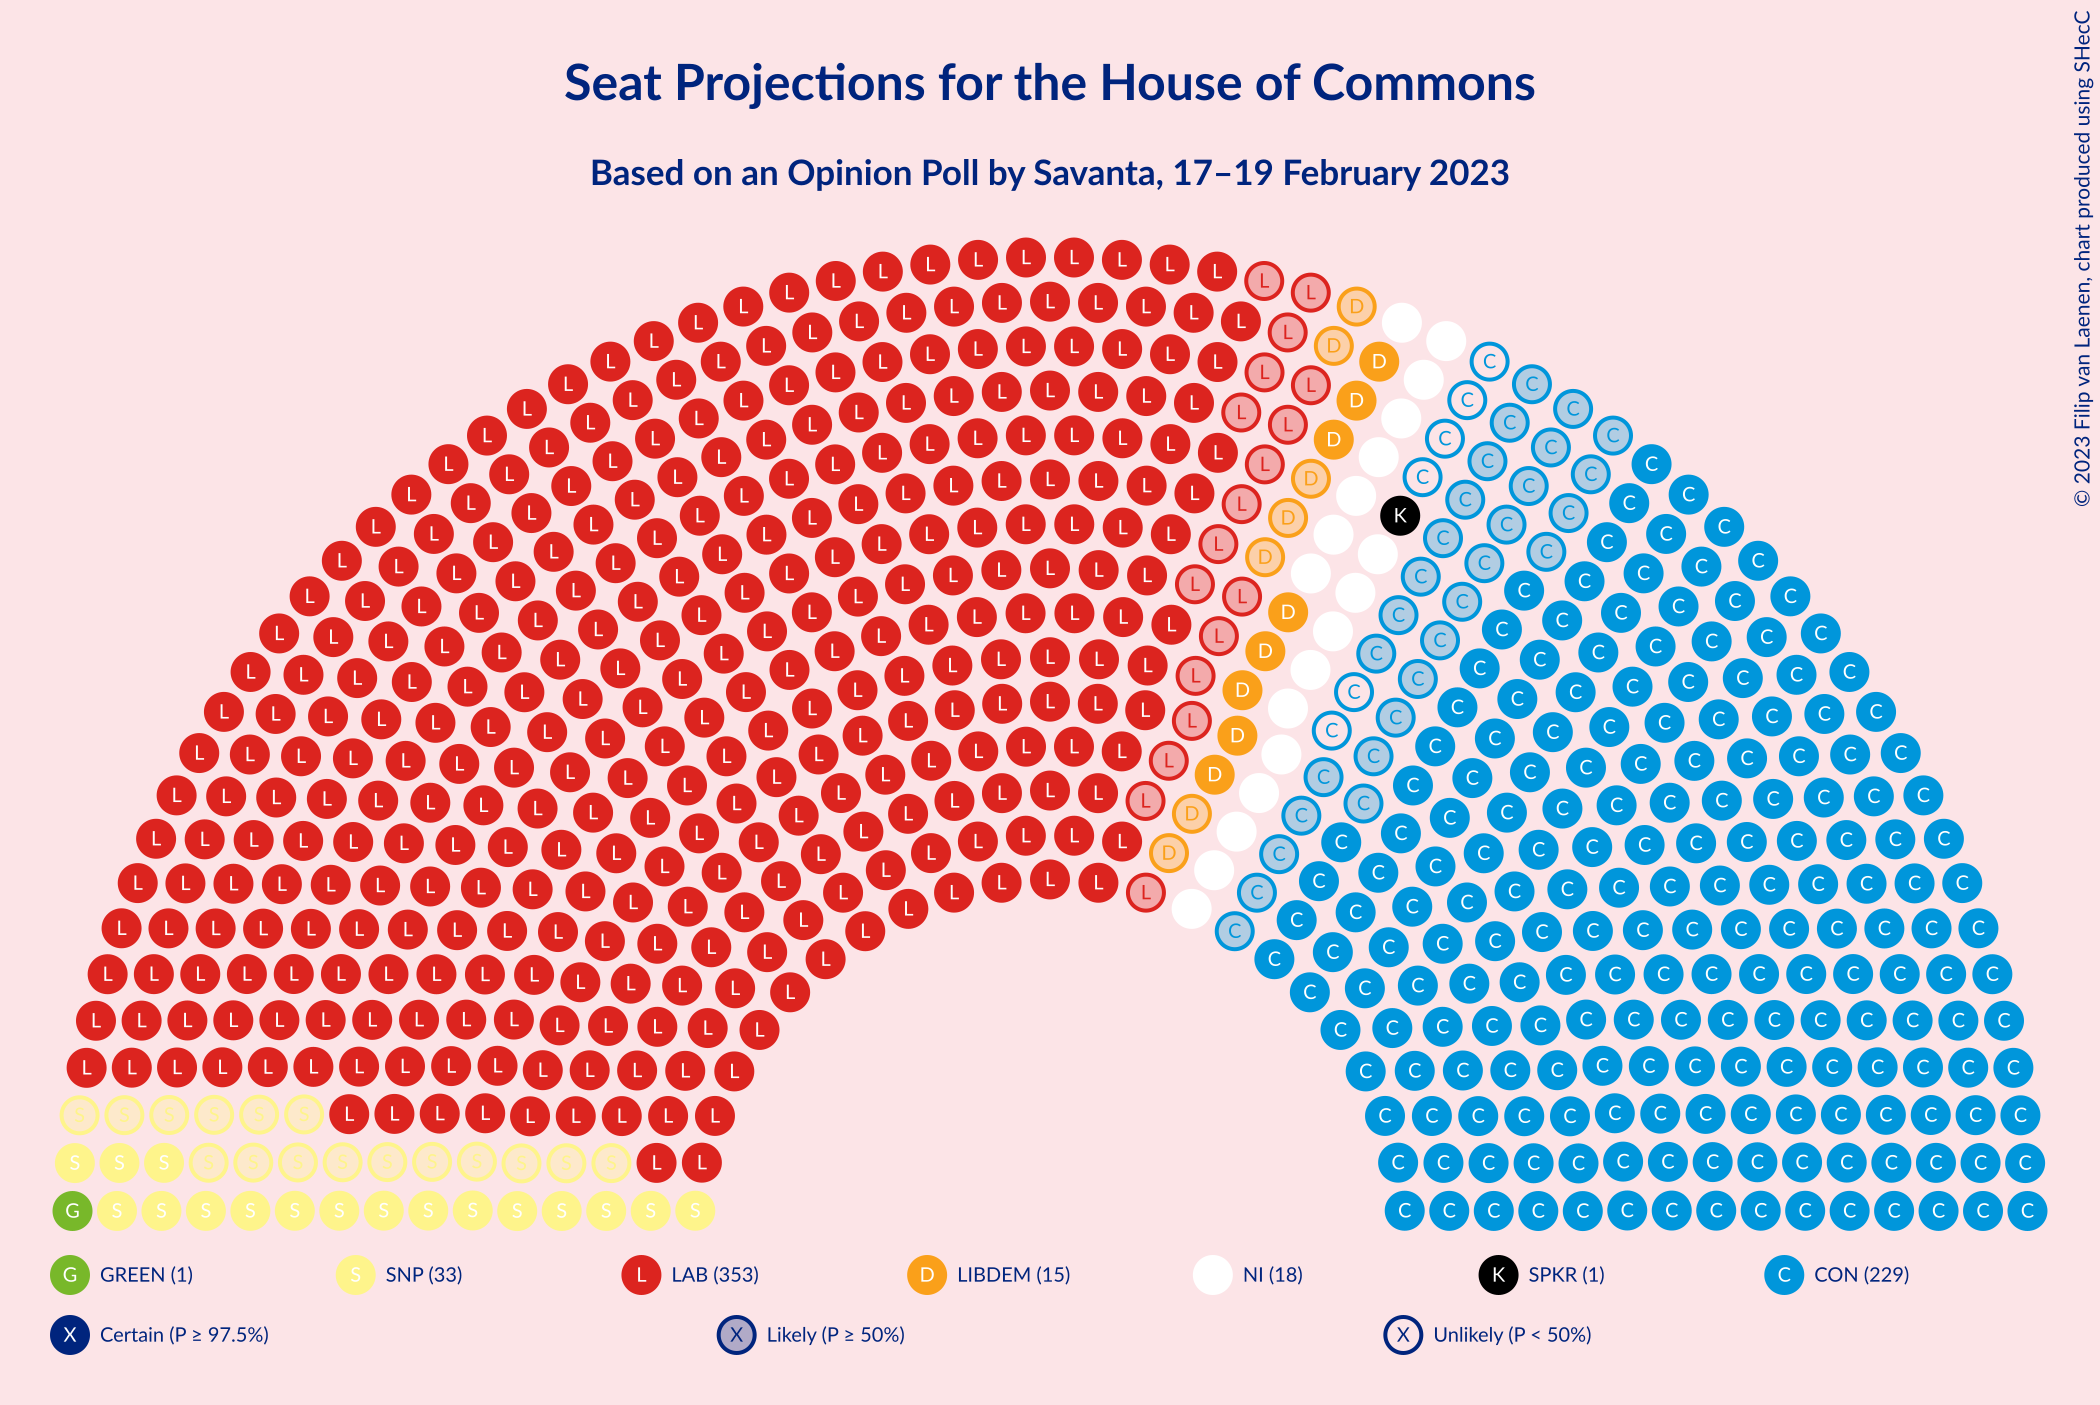 Seat Projections for the House of Commons
Based on an Opinion Poll by Savanta, 17–19 February 2023
© 2023 Filip van Laenen, chart produced using SHecC
G GREEN (1)
S SNP (33)
L LAB (353)
D LIBDEM (15)
NI (18)
K SPKR (1)
C CON (229)
X Certain (P ≥ 97.5%)
X Likely (P ≥ 50%)
X Unlikely (P < 50%)